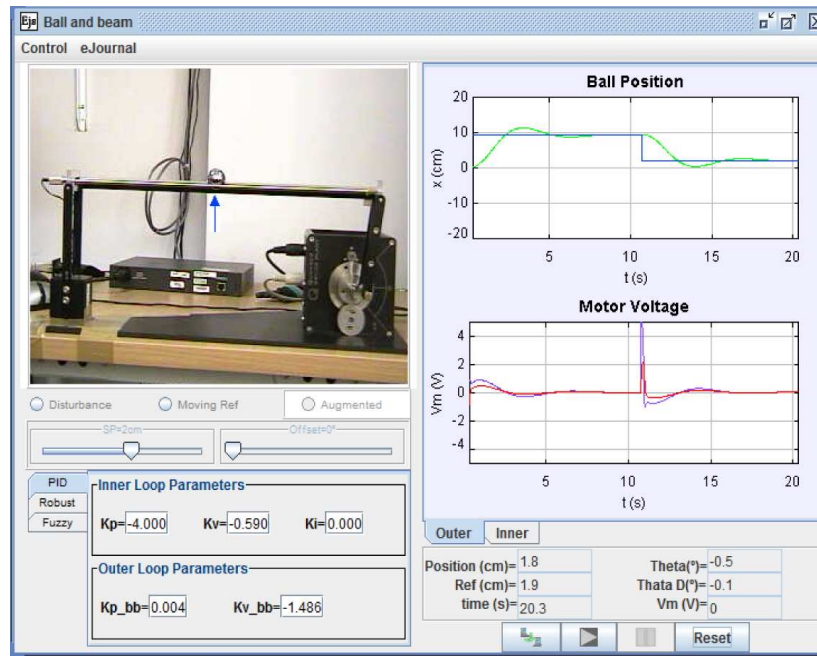 Ejs Ball and beam
Control eJournal
Disturbance Moving Ref Augmented
SP=2cm Offset=0°
PID
Robust
Fuzzy
Inner Loop Parameters
Kp= -4.000 Kv= -0.590 Ki= 0.000
Outer Loop Parameters
Kp_bb= 0.004 Kv_bb= -1.486
Ball Position
x (cm)
20
10
0
-10
-20
5 10 15 20
t (s)
Motor Voltage
Vm (V)
4
2
0
-2
-4
5 10 15 20
t (s)
Outer Inner
Position (cm)= 1.8 Theta(°)= -0.5
Ref (cm)= 1.9 Thata D(°)= -0.1
time (s)= 20.3 Vm (V)= 0
Reset